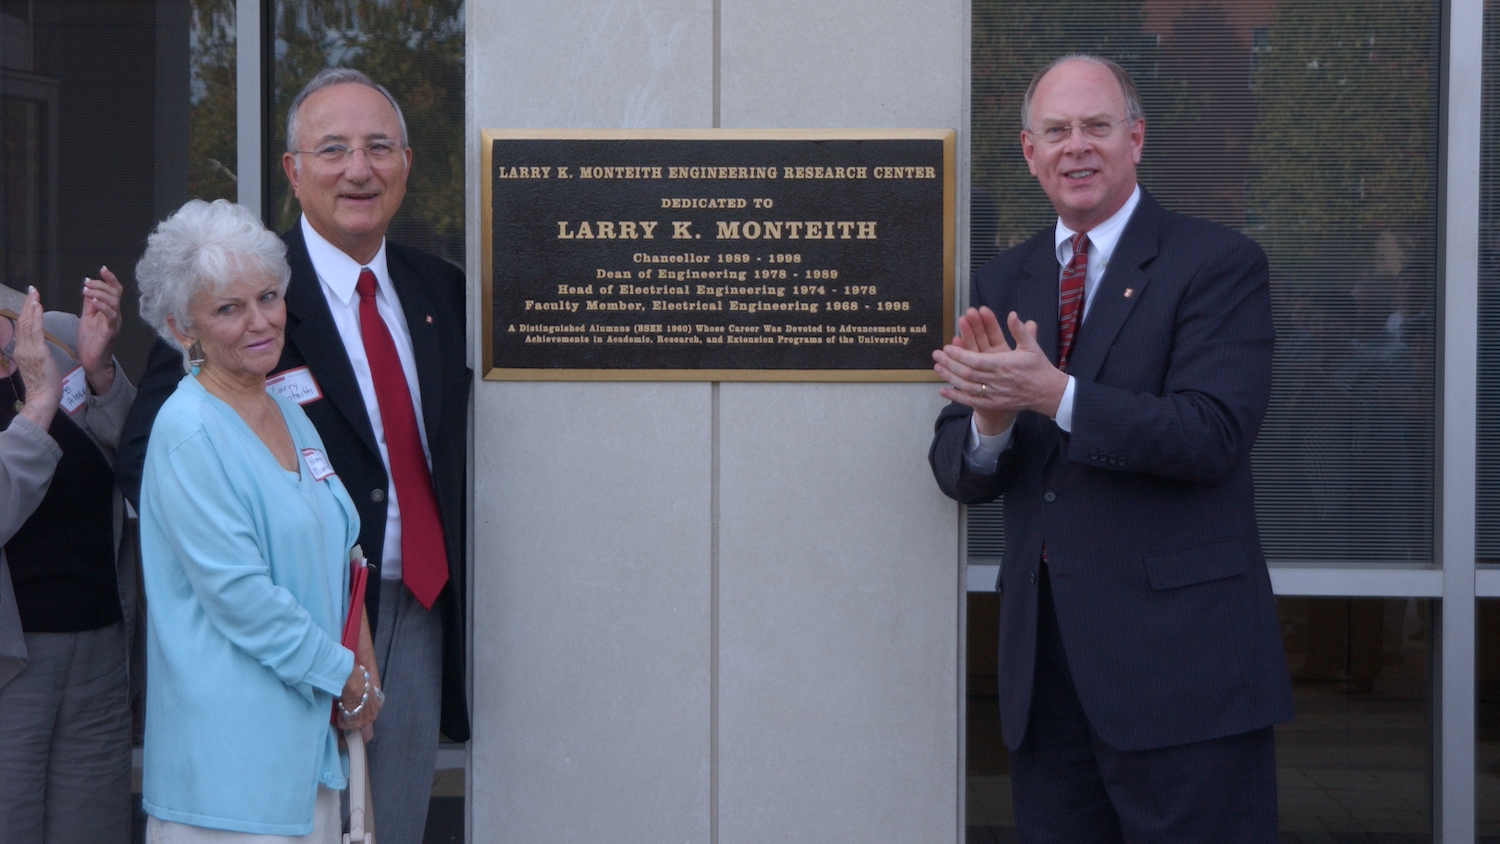 LARRY K. MONTEITH ENGINEERING RESEARCH CENTER
DEDICATED TO
LARRY K. MONTEITH
Chancellor 1989 - 1998
Dean of Engineering 1978 - 1989
Head of Electrical Engineering 1974 - 1978
Faculty Member, Electrical Engineering 1968 - 1998
A Distinguished Alumnus (BSEE 1960) Whose Career Was Devoted to Advancements and
Achievements in Academic, Research, and Extension Programs of the University
Larry